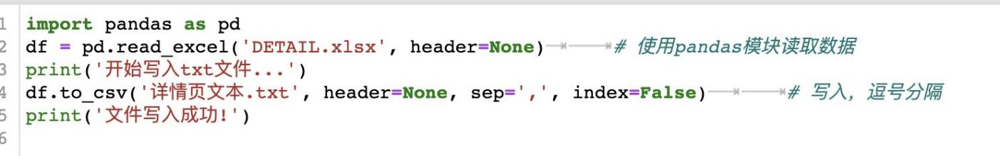 1 import pandas as pd
2 df = pd.read_excel('DETAIL.xlsx', header=None)		# 使用pandas模块读取数据
3 print('开始写入txt文件...')
4 df.to_csv('详情页文本.txt', header=None, sep=',', index=False)		# 写入，逗号分隔
5 print('文件写入成功!')
6